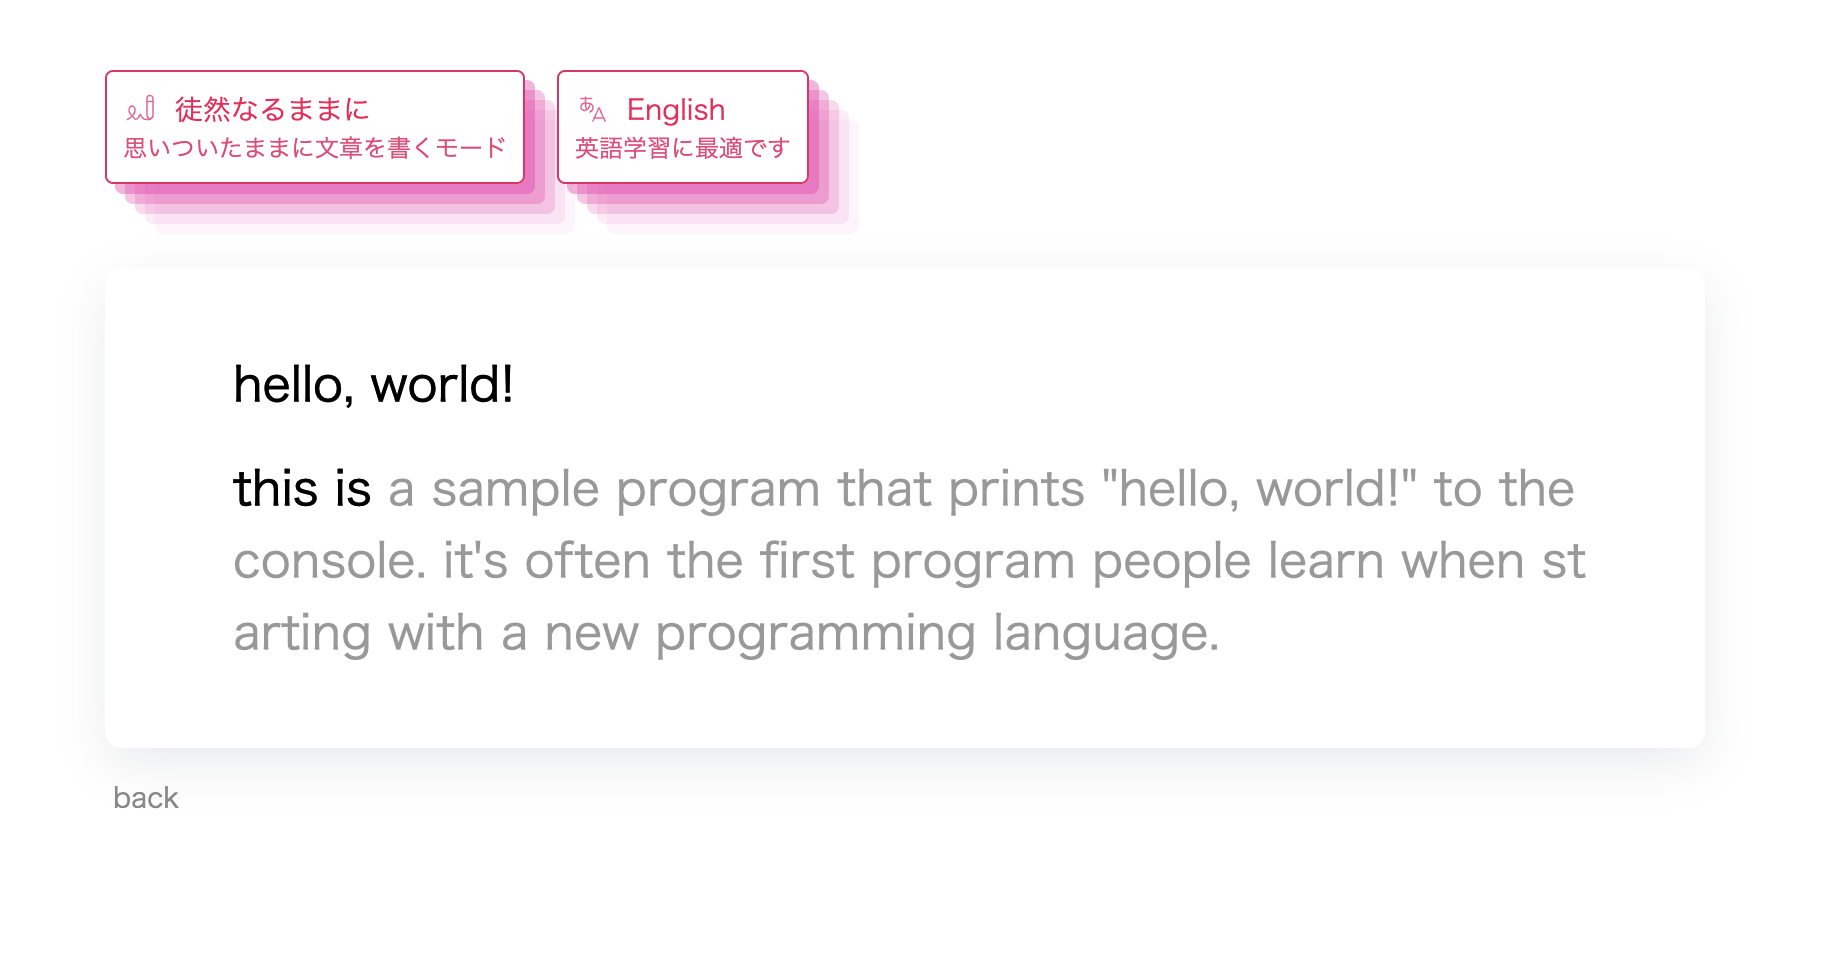 徒然なるままに
思いついたままに文章を書くモード
English
英語学習に最適です
hello, world!
this is a sample program that prints "hello, world!" to the
console. it's often the first program people learn when st
arting with a new programming language.
back